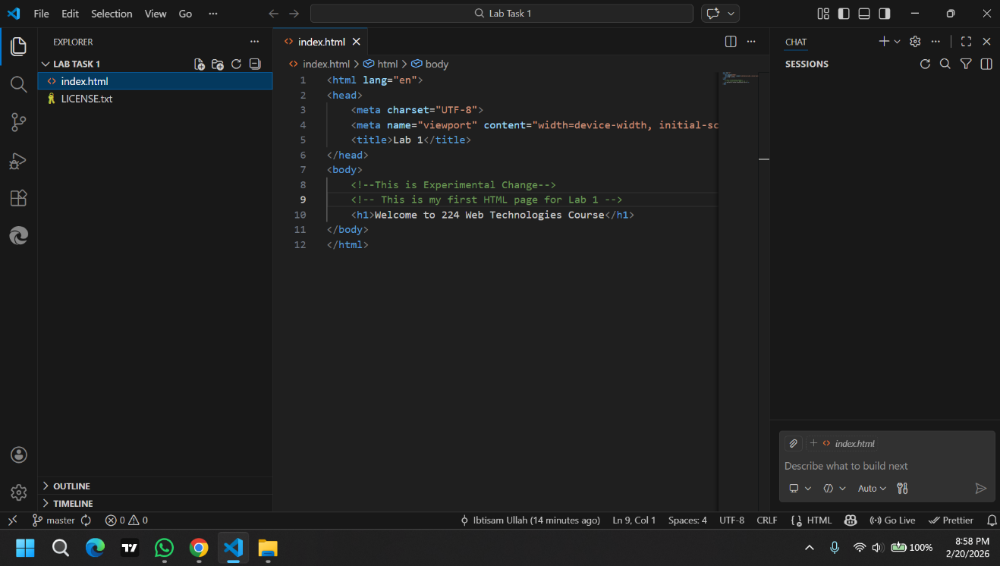 File Edit Selection View Go ···
Lab Task 1
EXPLORER
LAB TASK 1
index.html
LICENSE.txt
OUTLINE
TIMELINE
index.html
index.html > html > body
1 <html lang="en">
2 <head>
3 <meta charset="UTF-8">
4 <meta name="viewport" content="width=device-width, initial-sc
5 <title>Lab 1</title>
6 </head>
7 <body>
8 <!--This is Experimental Change-->
9 <!-- This is my first HTML page for Lab 1 -->
10 <h1>Welcome to 224 Web Technologies Course</h1>
11 </body>
12 </html>
CHAT
SESSIONS
index.html
Describe what to build next
Auto
master 0 0 Ibtisam Ullah (14 minutes ago) Ln 9, Col 1 Spaces: 4 UTF-8 CRLF HTML Go Live Prettier
100%
8:58 PM
2/20/2026